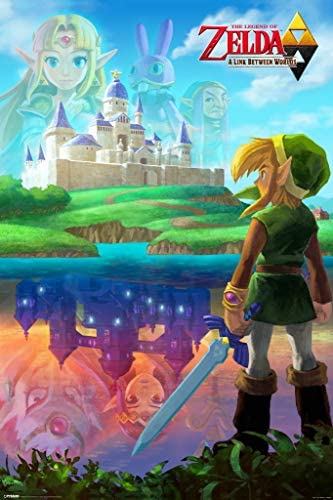 THE LEGEND OF
ZELDA
A LINK BETWEEN WORLDS